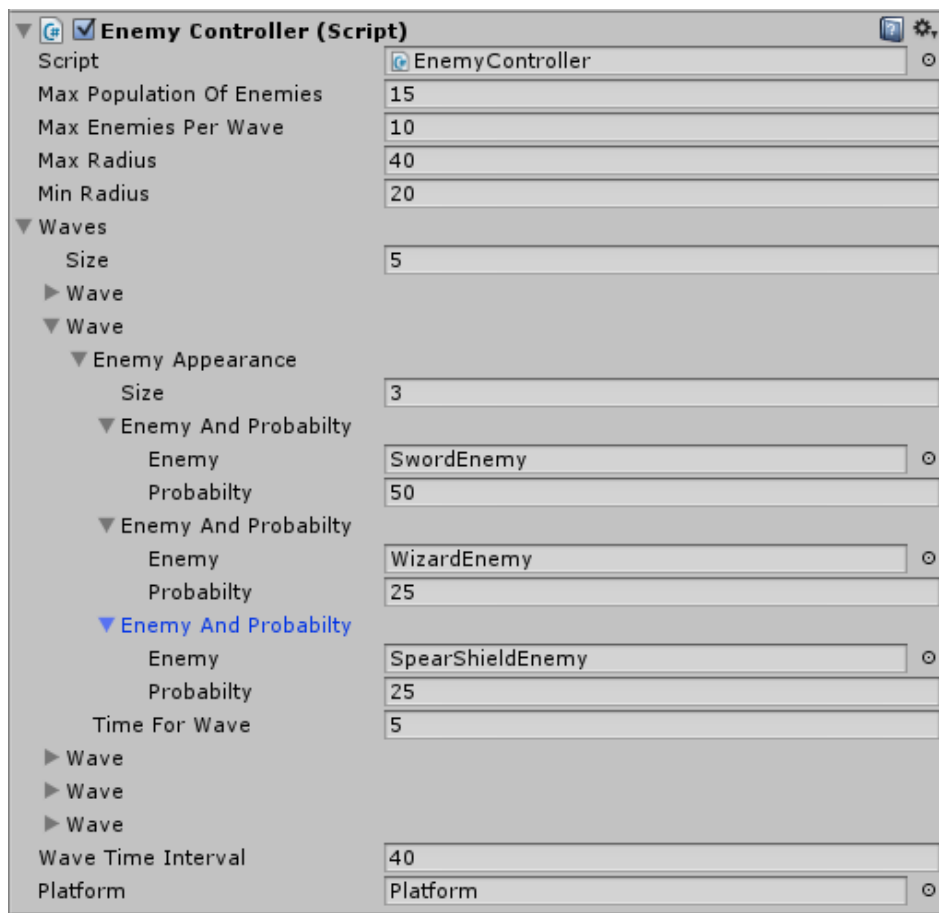 Enemy Controller (Script)
Script EnemyController
Max Population Of Enemies 15
Max Enemies Per Wave 10
Max Radius 40
Min Radius 20
Waves
Size 5
Wave
Wave
Enemy Appearance
Size 3
Enemy And Probabilty
Enemy SwordEnemy
Probabilty 50
Enemy And Probabilty
Enemy WizardEnemy
Probabilty 25
Enemy And Probabilty
Enemy SpearShieldEnemy
Probabilty 25
Time For Wave 5
Wave
Wave
Wave
Wave Time Interval 40
Platform Platform